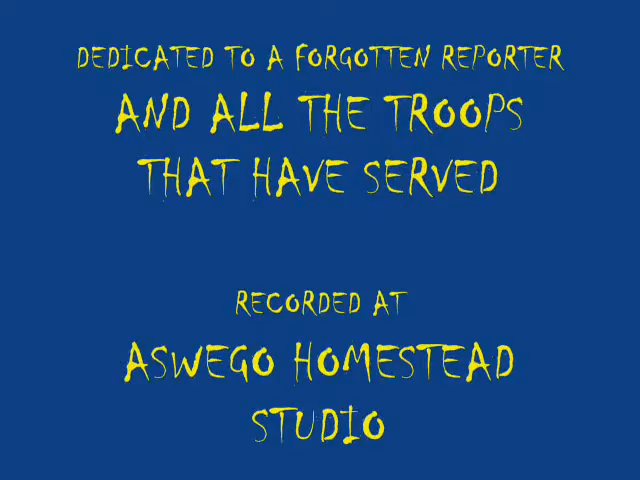 DEDICATED TO A FORGOTTEN REPORTER
AND ALL THE TROOPS
THAT HAVE SERVED
RECORDED AT
ASWEGO HOMESTEAD
STUDIO